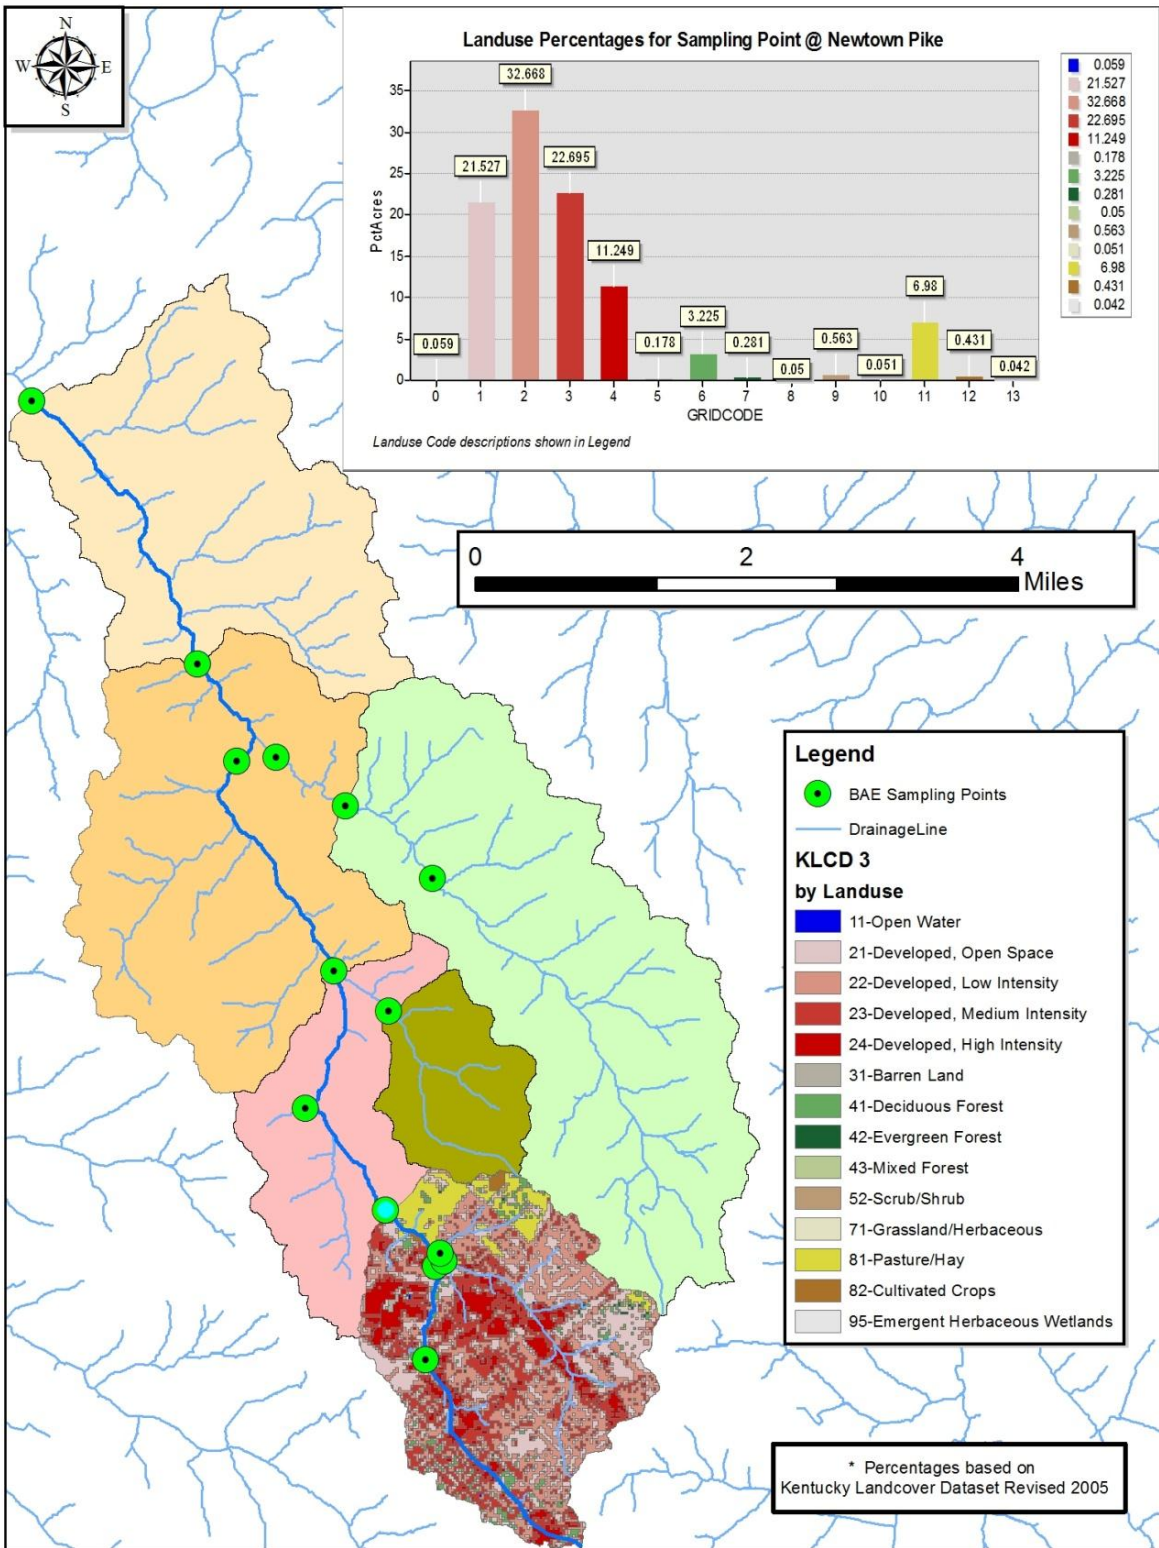 N
W E
S
Landuse Percentages for Sampling Point @ Newtown Pike
PctAcres
35
30
25
20
15
10
5
0
0.059
21.527
32.668
22.695
11.249
0.178
3.225
0.281
0.05
0.563
0.051
6.98
0.431
0.042
0 1 2 3 4 5 6 7 8 9 10 11 12 13
GRIDCODE
Landuse Code descriptions shown in Legend
0.059
21.527
32.668
22.695
11.249
0.178
3.225
0.281
0.05
0.563
0.051
6.98
0.431
0.042
0 2 4
Miles
Legend
BAE Sampling Points
DrainageLine
KLCD 3
by Landuse
11-Open Water
21-Developed, Open Space
22-Developed, Low Intensity
23-Developed, Medium Intensity
24-Developed, High Intensity
31-Barren Land
41-Deciduous Forest
42-Evergreen Forest
43-Mixed Forest
52-Scrub/Shrub
71-Grassland/Herbaceous
81-Pasture/Hay
82-Cultivated Crops
95-Emergent Herbaceous Wetlands
* Percentages based on
Kentucky Landcover Dataset Revised 2005